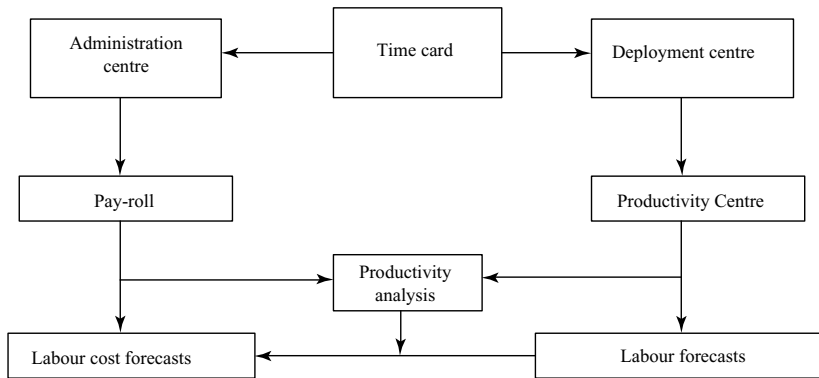 Administration
centre
Time card
Deployment centre
Pay-roll
Productivity Centre
Productivity
analysis
Labour cost forecasts
Labour forecasts